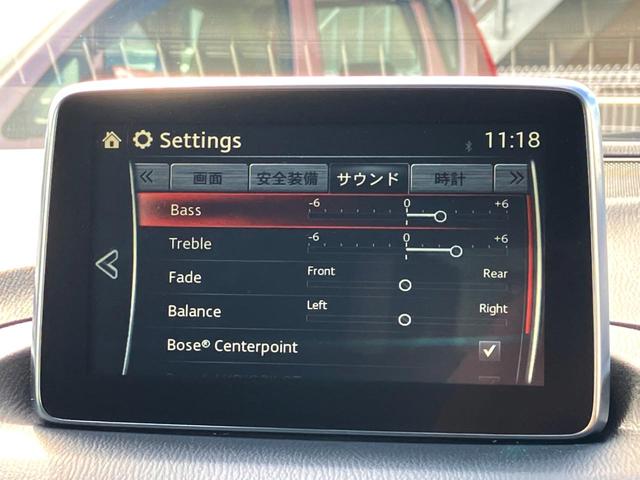 Settings 11:18
« 画面 安全装備 サウンド 時計 »
Bass -6 0 +6
Treble -6 0 +6
Fade Front Rear
Balance Left Right
Bose® Centerpoint